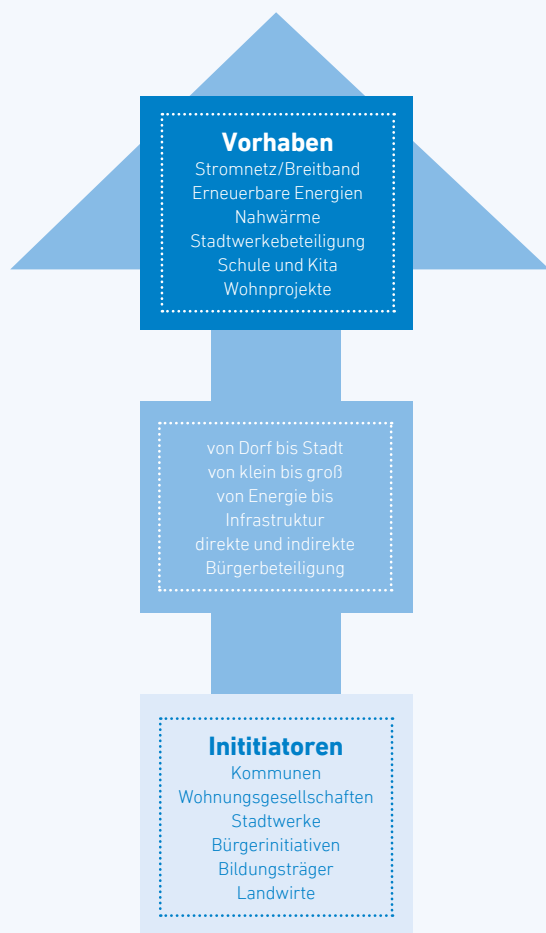 Vorhaben
Stromnetz/Breitband
Erneuerbare Energien
Nahwärme
Stadtwerkebeteiligung
Schule und Kita
Wohnprojekte
von Dorf bis Stadt
von klein bis groß
von Energie bis
Infrastruktur
direkte und indirekte
Bürgerbeteiligung
Inititiatoren
Kommunen
Wohnungsgesellschaften
Stadtwerke
Bürgerinitiativen
Bildungsträger
Landwirte